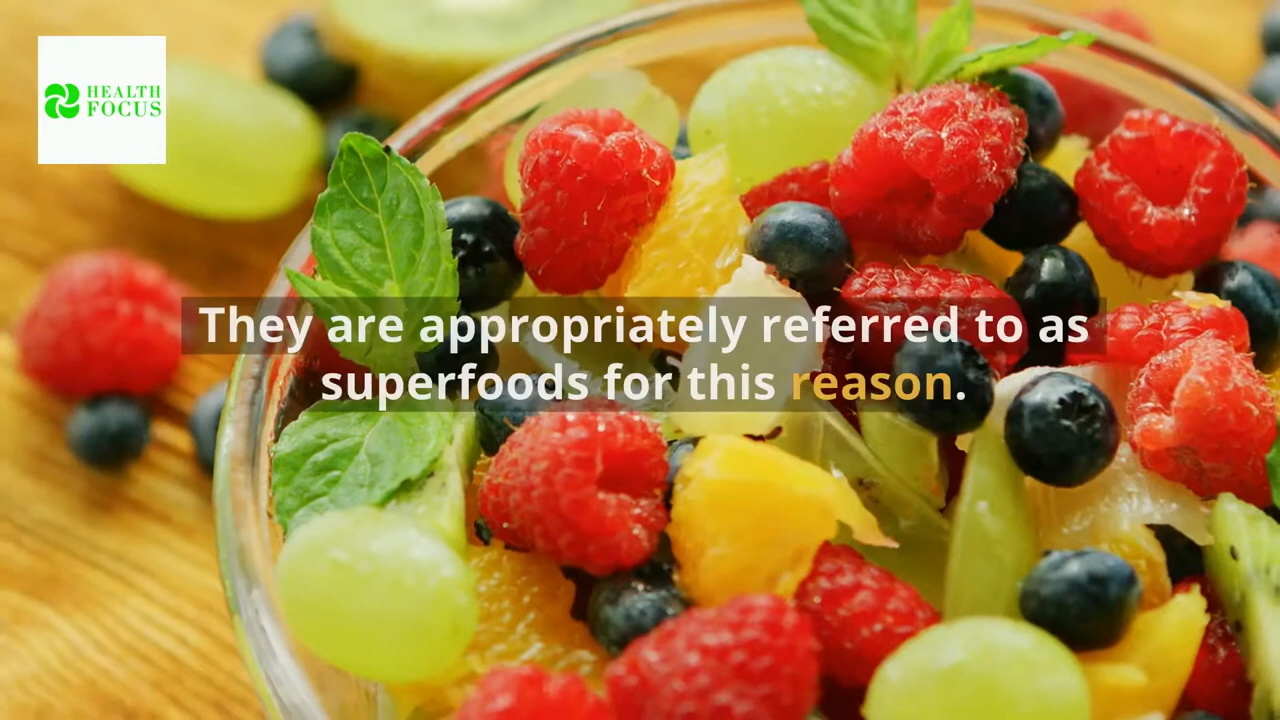 HEALTH
FOCUS
They are appropriately referred to as
superfoods for this reason.